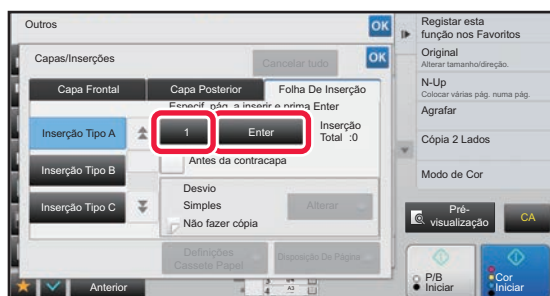 Outros
OK
Capas/Inserções
Cancelar tudo
OK
Capa Frontal
Capa Posterior
Folha De Inserção
Especif. pág. a inserir e prima Enter
Inserção Tipo A
1
Enter
Inserção
Total :0
Antes da contracapa
Inserção Tipo B
Desvio
Simples
Alterar
Inserção Tipo C
Não fazer cópia
Definições
Cassete Papel
Disposição De Página
Anterior
3
4
A3
Registar esta
função nos Favoritos
Original
Alterar tamanho/direção.
N-Up
Colocar várias pág. numa pág.
Agrafar
Cópia 2 Lados
Modo de Cor
Pré-
visualização
CA
P/B
Iniciar
Cor
Iniciar